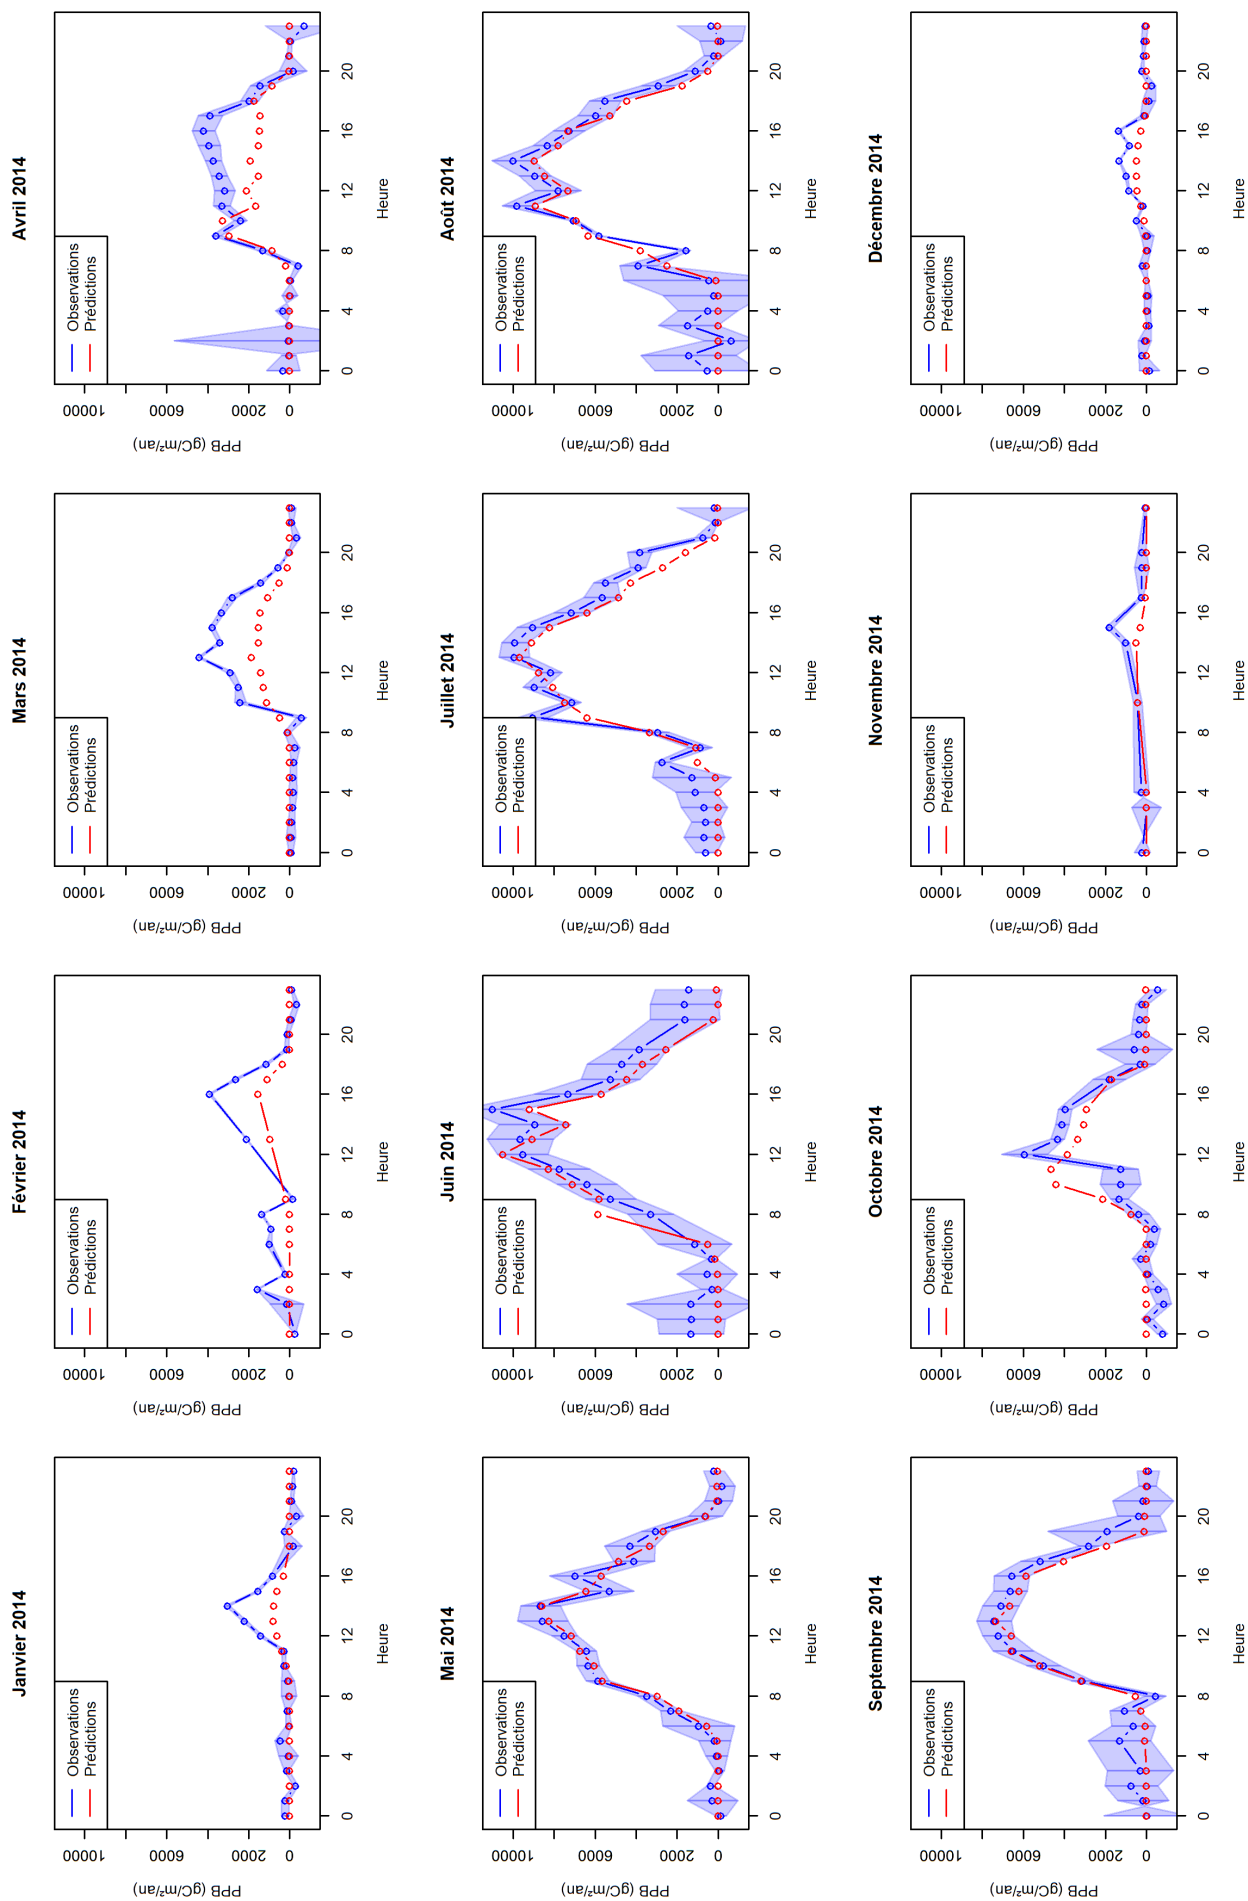 Janvier 2014
Observations
Prédictions
PPB (gC/m²/an)
10000
6000
2000
0
0 4 8 12 16 20
Heure
Février 2014
Observations
Prédictions
PPB (gC/m²/an)
10000
6000
2000
0
0 4 8 12 16 20
Heure
Mars 2014
Observations
Prédictions
PPB (gC/m²/an)
10000
6000
2000
0
0 4 8 12 16 20
Heure
Avril 2014
Observations
Prédictions
PPB (gC/m²/an)
10000
6000
2000
0
0 4 8 12 16 20
Heure
Mai 2014
Observations
Prédictions
PPB (gC/m²/an)
10000
6000
2000
0
0 4 8 12 16 20
Heure
Juin 2014
Observations
Prédictions
PPB (gC/m²/an)
10000
6000
2000
0
0 4 8 12 16 20
Heure
Juillet 2014
Observations
Prédictions
PPB (gC/m²/an)
10000
6000
2000
0
0 4 8 12 16 20
Heure
Août 2014
Observations
Prédictions
PPB (gC/m²/an)
10000
6000
2000
0
0 4 8 12 16 20
Heure
Septembre 2014
Observations
Prédictions
PPB (gC/m²/an)
10000
6000
2000
0
0 4 8 12 16 20
Heure
Octobre 2014
Observations
Prédictions
PPB (gC/m²/an)
10000
6000
2000
0
0 4 8 12 16 20
Heure
Novembre 2014
Observations
Prédictions
PPB (gC/m²/an)
10000
6000
2000
0
0 4 8 12 16 20
Heure
Décembre 2014
Observations
Prédictions
PPB (gC/m²/an)
10000
6000
2000
0
0 4 8 12 16 20
Heure